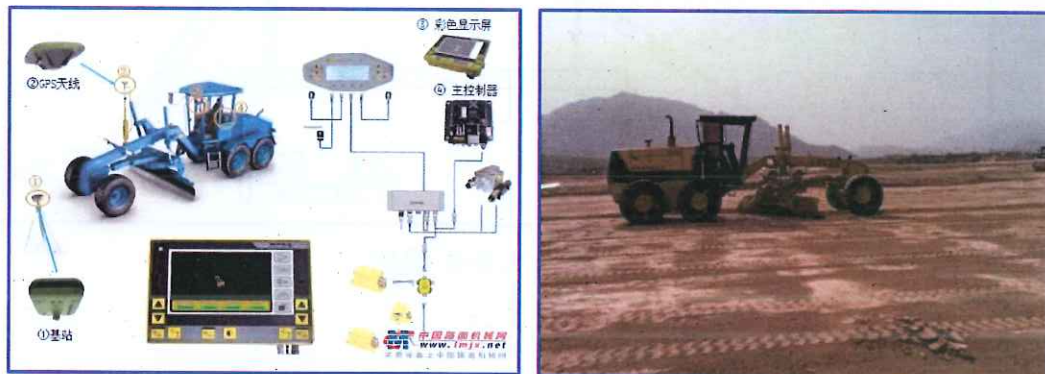 ③ 彩色显示屏
②GPS天线
④ 主控制器
①基站
中国路面机械网
www.lmjx.net